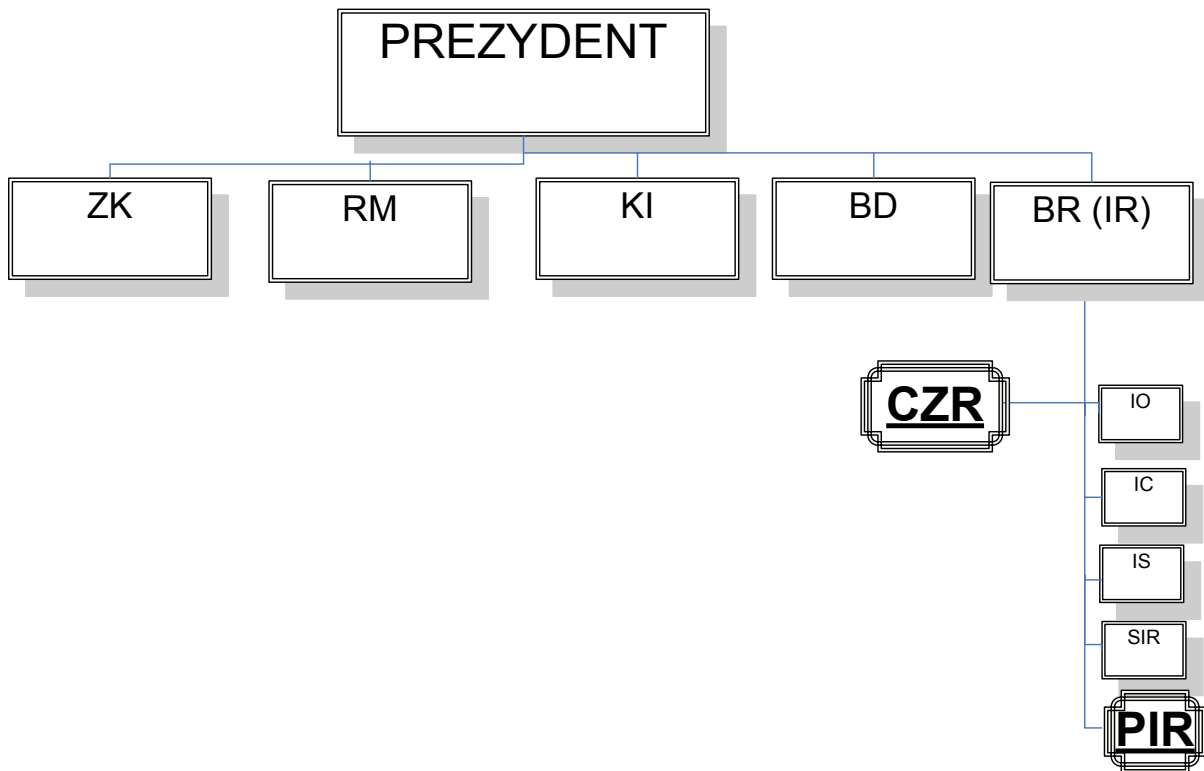 PREZYDENT
ZK
RM
KI
BD
BR (IR)
CZR
IO
IC
IS
SIR
PIR